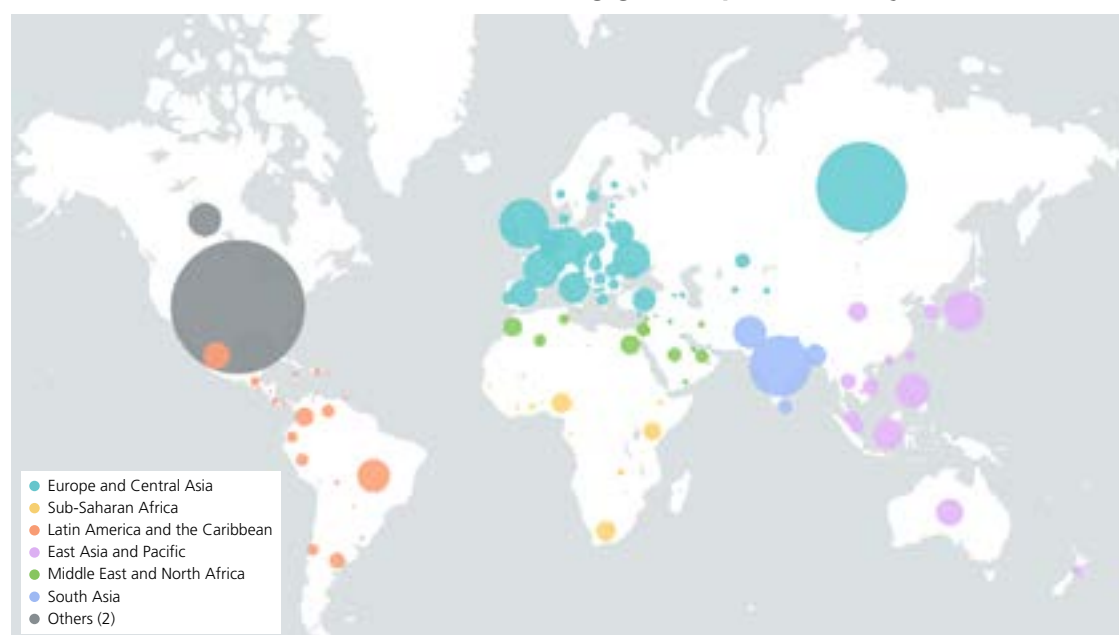 Europe and Central Asia
Sub-Saharan Africa
Latin America and the Caribbean
East Asia and Pacific
Middle East and North Africa
South Asia
Others (2)